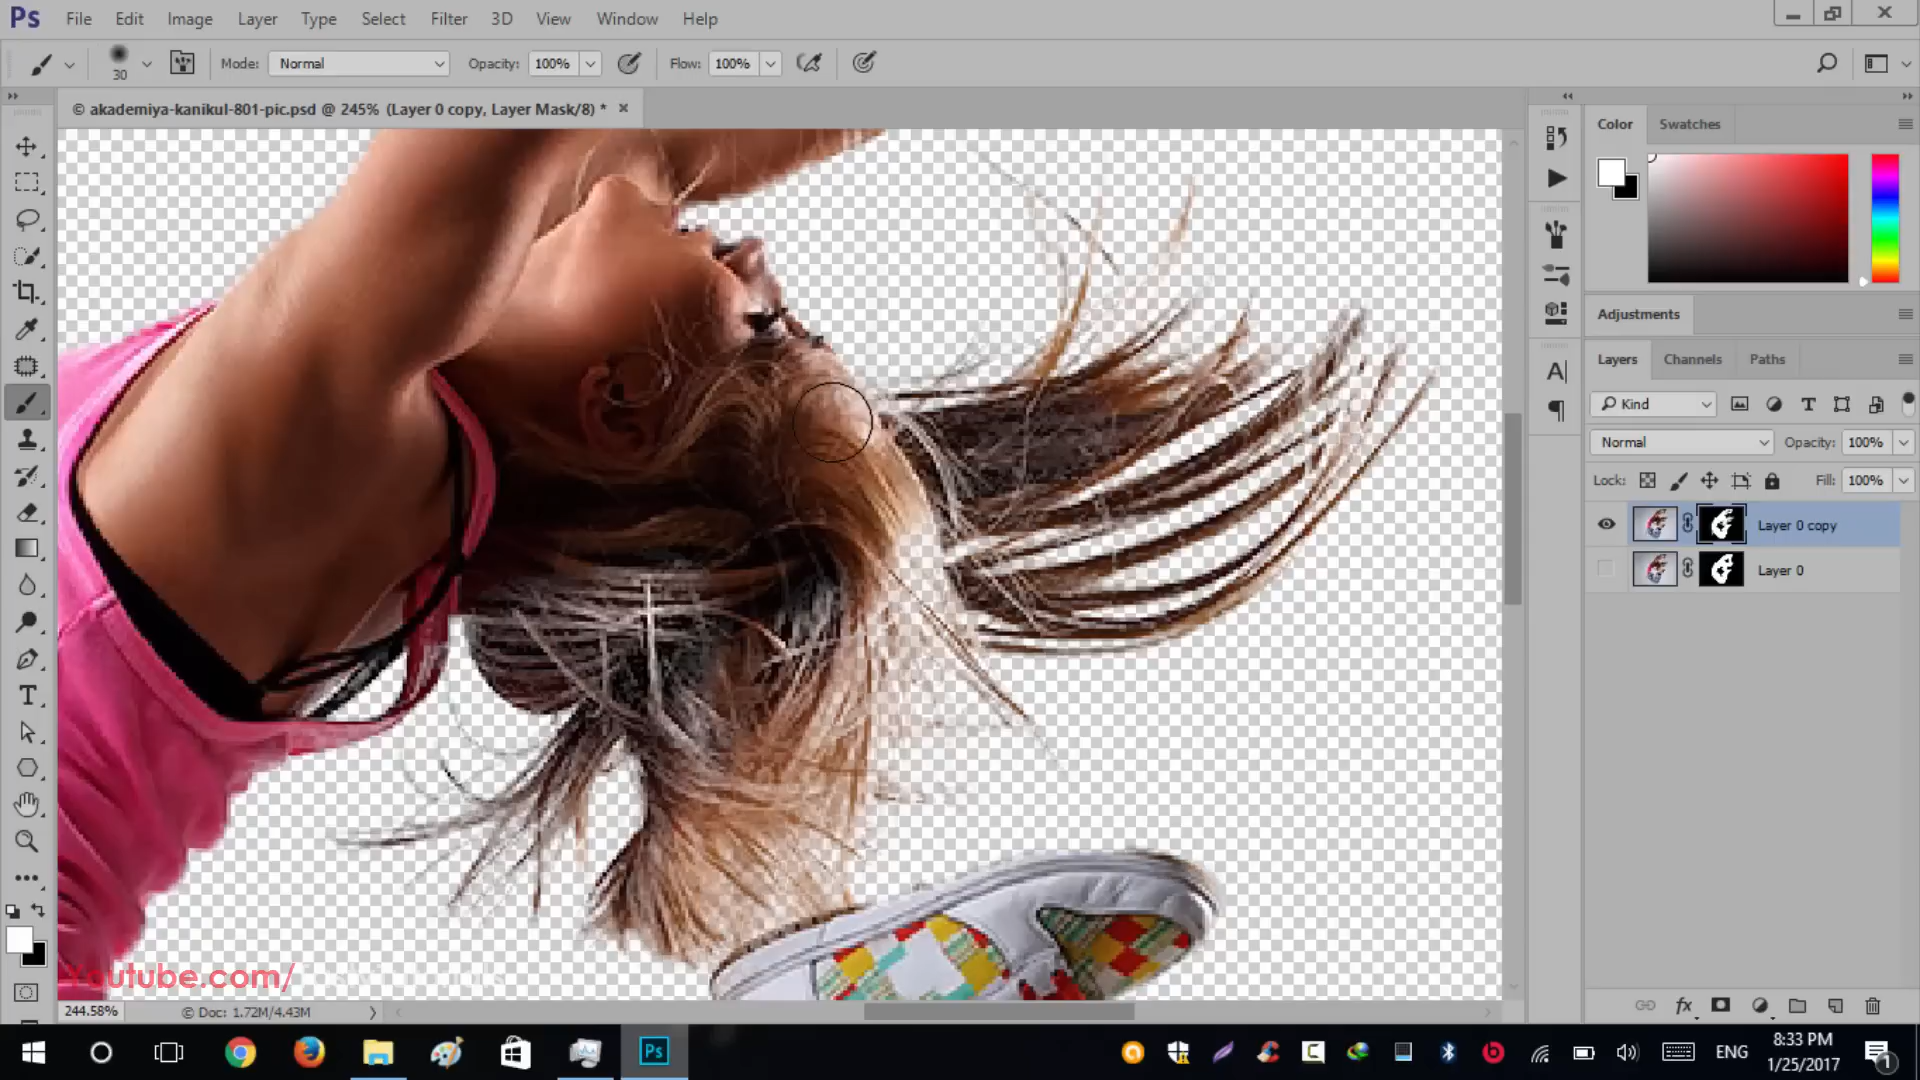 Ps File Edit Image Layer Type Select Filter 3D View Window Help
30 Mode: Normal Opacity: 100% Flow: 100%
© akademiya-kanikul-801-pic.psd @ 245% (Layer 0 copy, Layer Mask/8) * ×
Color Swatches
Adjustments
Layers Channels Paths
Kind
Normal Opacity: 100%
Lock: Fill: 100%
Layer 0 copy
Layer 0
Youtube.com/
244.58% © Doc: 1.72M/4.43M
fx
Ps ENG 8:33 PM
1/25/2017
1